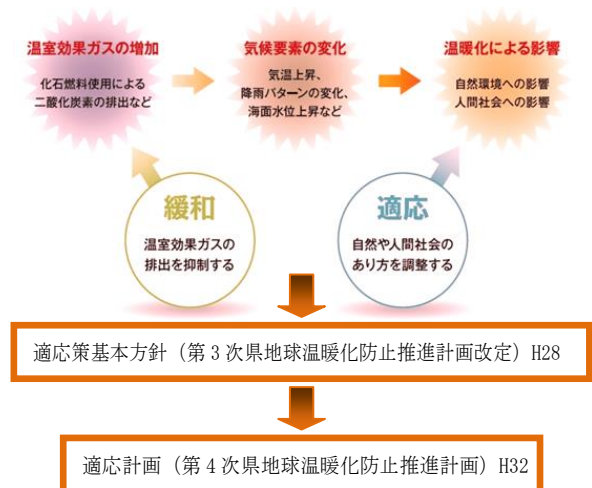 温室効果ガスの増加
化石燃料使用による
二酸化炭素の排出など
気候要素の変化
気温上昇、
降雨パターンの変化、
海面水位上昇など
温暖化による影響
自然環境への影響
人間社会への影響
緩和
温室効果ガスの
排出を抑制する
適応
自然や人間社会の
あり方を調整する
適応策基本方針（第３次県地球温暖化防止推進計画改定）H28
適応計画（第４次県地球温暖化防止推進計画）H32